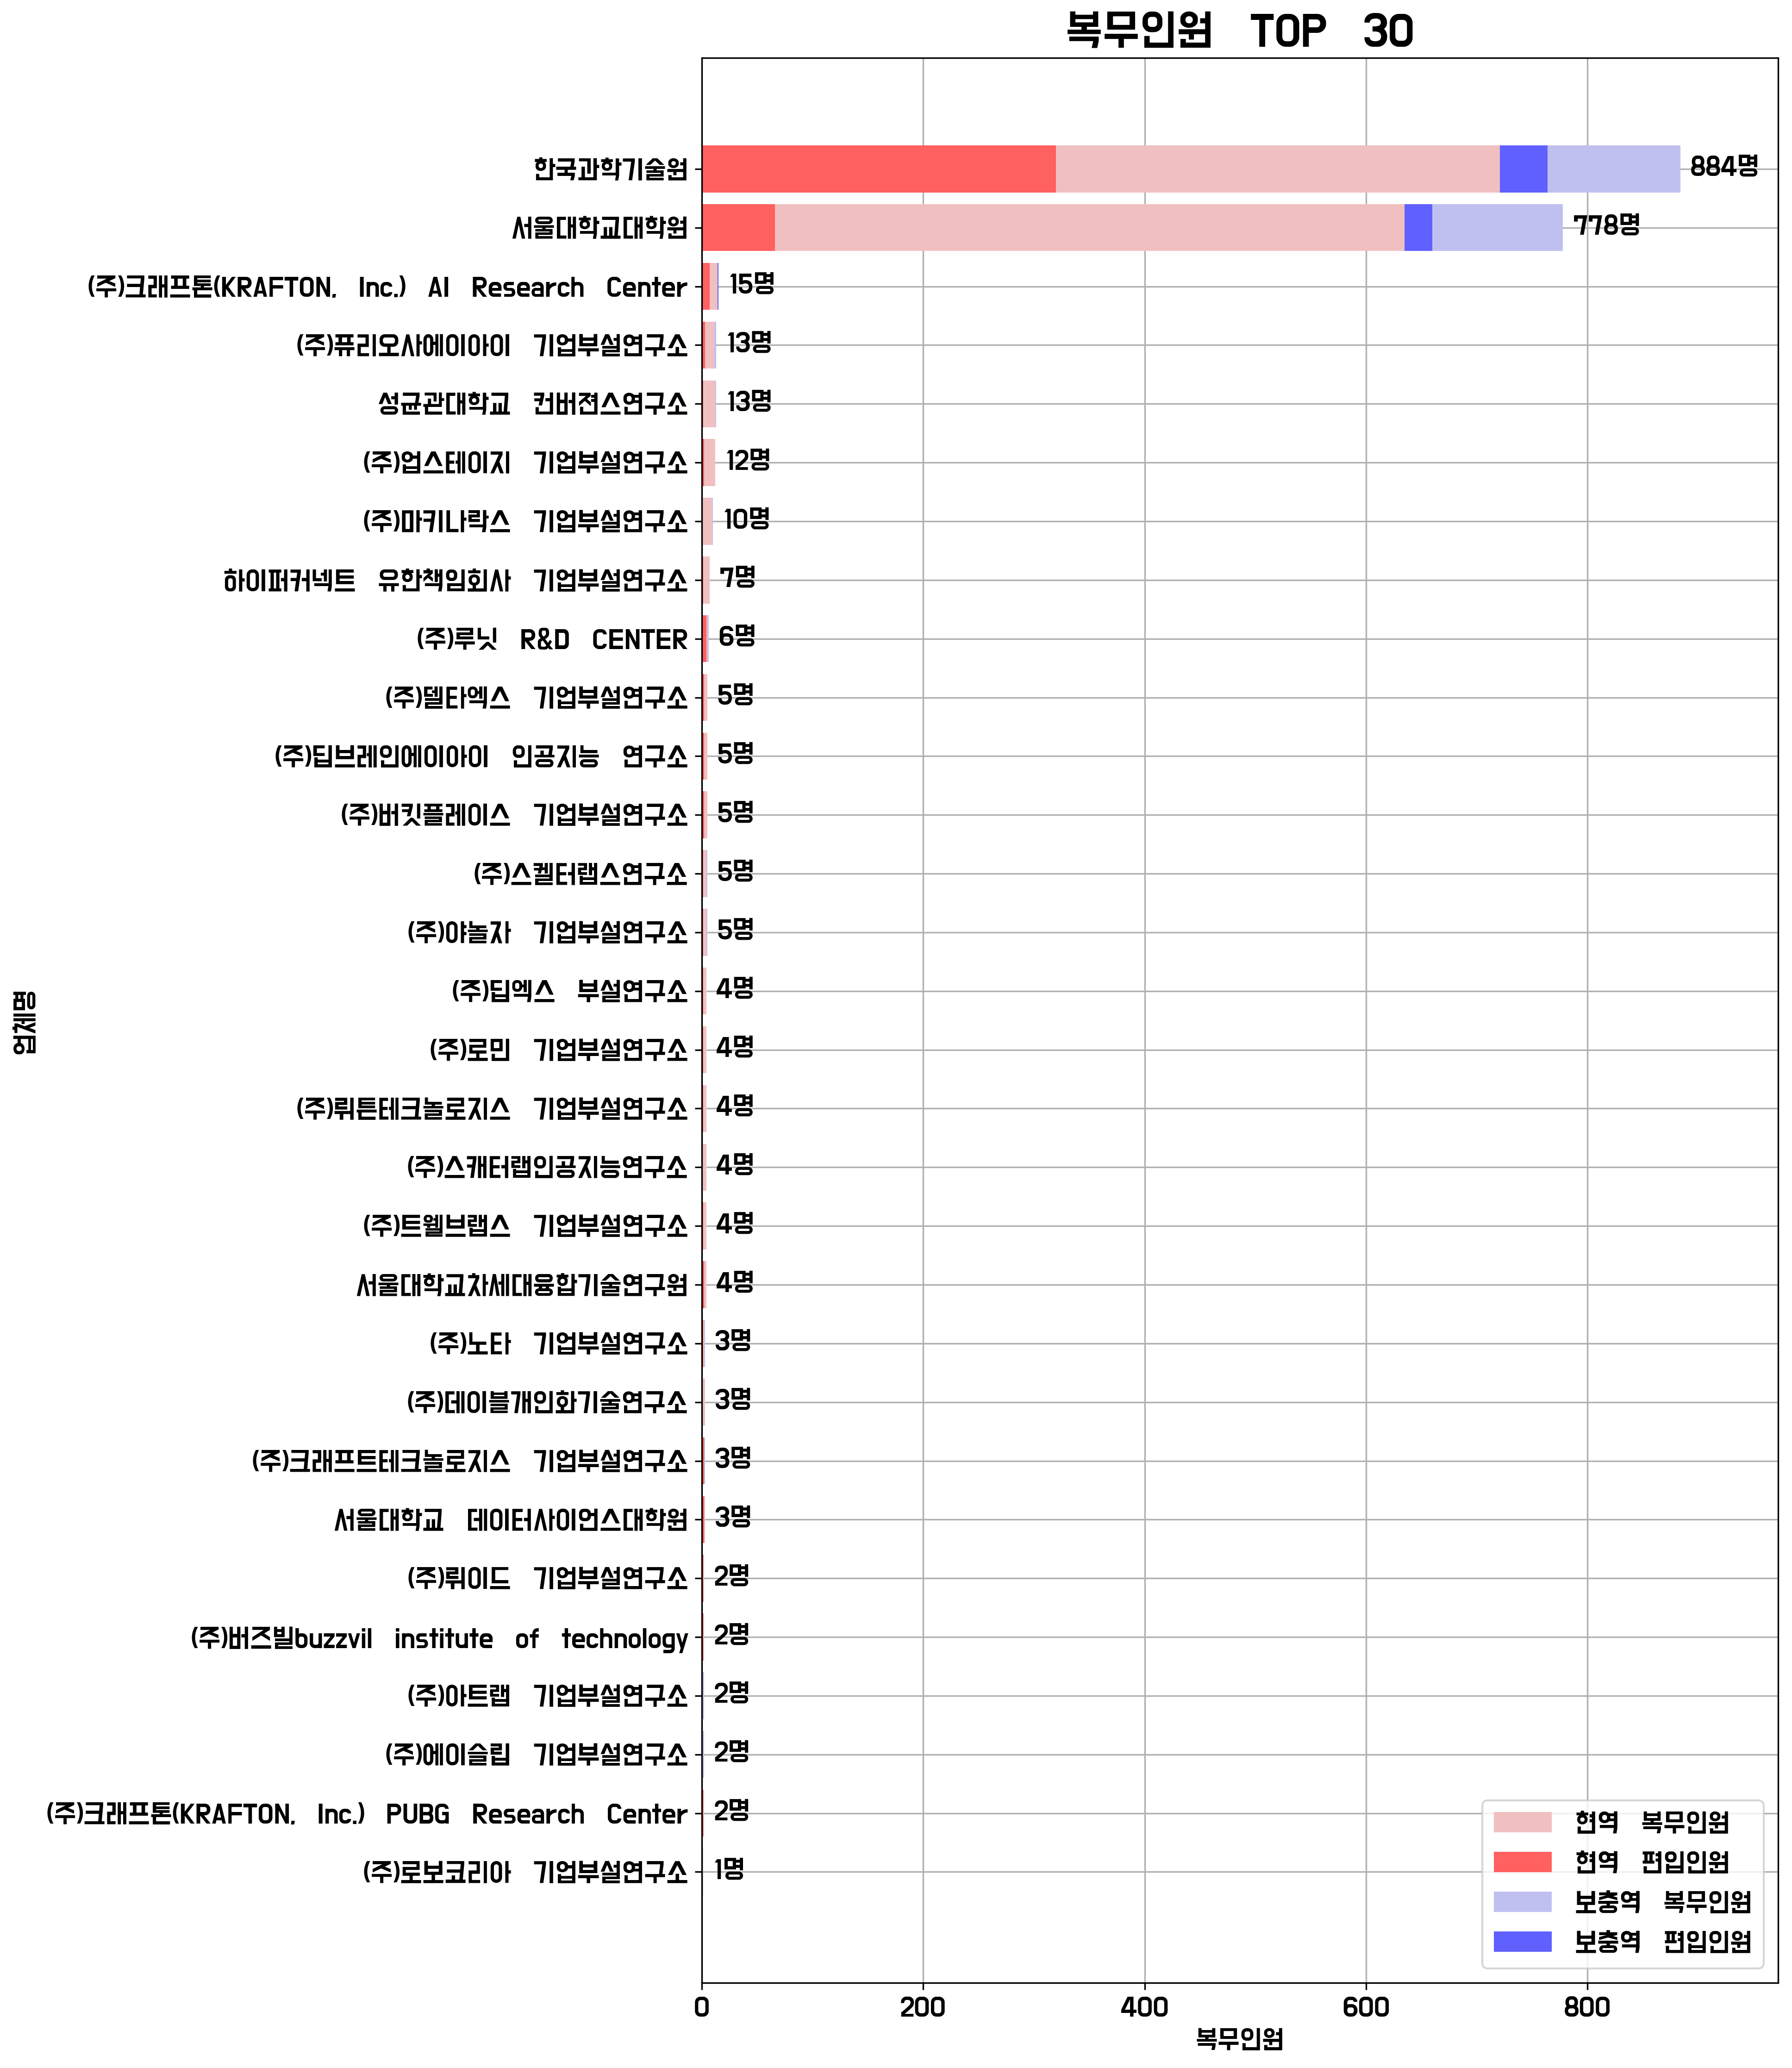 복무인원 TOP 30
한국과학기술원 884명
서울대학교대학원 778명
(주)크래프톤(KRAFTON, Inc.) AI Research Center 15명
(주)퓨리오사에이아이 기업부설연구소 13명
성균관대학교 컨버젼스연구소 13명
(주)업스테이지 기업부설연구소 12명
(주)마키나락스 기업부설연구소 10명
하이퍼커넥트 유한책임회사 기업부설연구소 7명
(주)루닛 R&D CENTER 6명
(주)델타엑스 기업부설연구소 5명
(주)딥브레인에이아이 인공지능 연구소 5명
(주)버킷플레이스 기업부설연구소 5명
(주)스켈터랩스연구소 5명
(주)야놀자 기업부설연구소 5명
(주)딥엑스 부설연구소 4명
(주)로민 기업부설연구소 4명
(주)뤼튼테크놀로지스 기업부설연구소 4명
(주)스캐터랩인공지능연구소 4명
(주)트웰브랩스 기업부설연구소 4명
서울대학교차세대융합기술연구원 4명
(주)노타 기업부설연구소 3명
(주)데이블개인화기술연구소 3명
(주)크래프트테크놀로지스 기업부설연구소 3명
서울대학교 데이터사이언스대학원 3명
(주)뤼이드 기업부설연구소 2명
(주)버즈빌buzzvil institute of technology 2명
(주)아트랩 기업부설연구소 2명
(주)에이슬립 기업부설연구소 2명
(주)크래프톤(KRAFTON, Inc.) PUBG Research Center 2명
(주)로보코리아 기업부설연구소 1명
업체명
현역 복무인원
현역 편입인원
보충역 복무인원
보충역 편입인원
0 200 400 600 800
복무인원